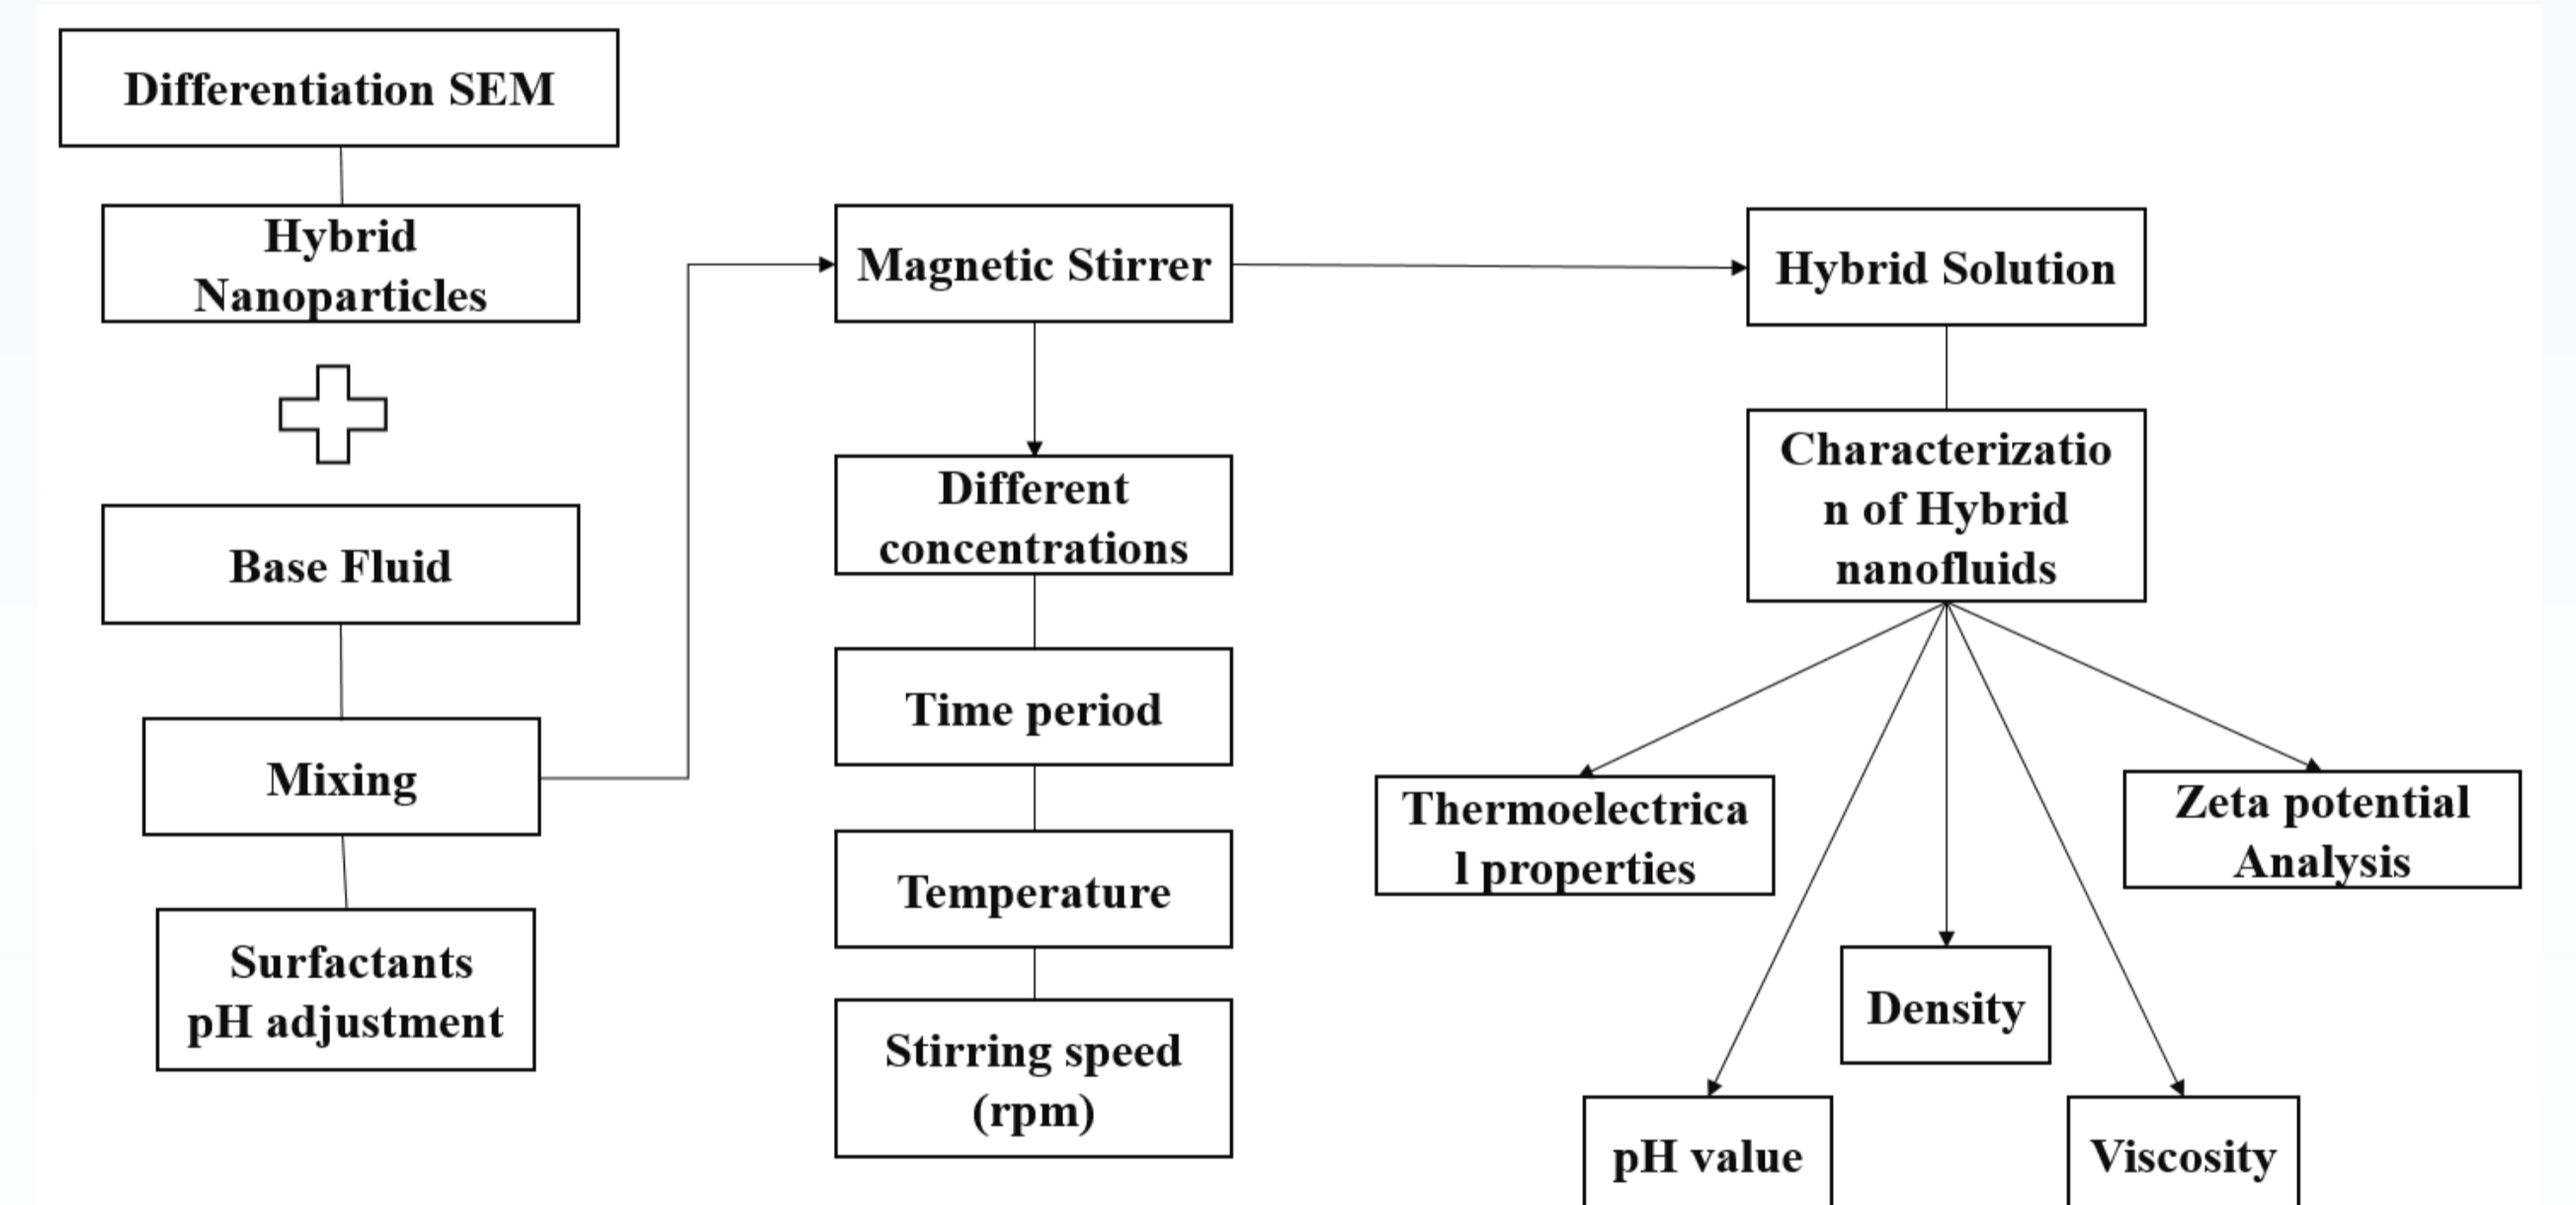 Differentiation SEM
Hybrid
Nanoparticles
Base Fluid
Mixing
Surfactants
pH adjustment
Magnetic Stirrer
Different
concentrations
Time period
Temperature
Stirring speed
(rpm)
Hybrid Solution
Characterizatio
n of Hybrid
nanofluids
Thermoelectrica
l properties
pH value
Density
Viscosity
Zeta potential
Analysis